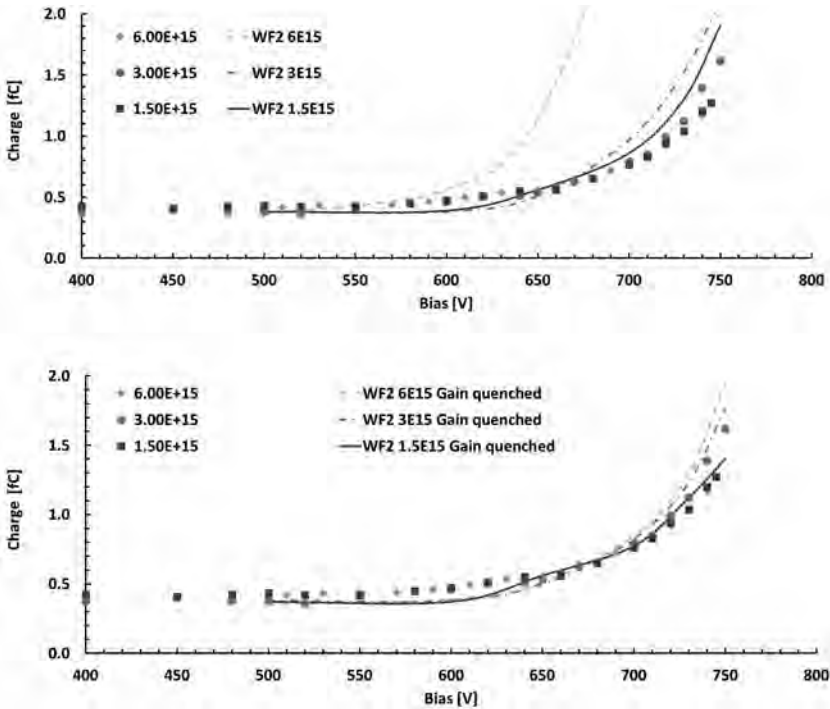 2.0
1.5
1.0
0.5
0.0
Charge [fC]
6.00E+15
3.00E+15
1.50E+15
WF2 6E15
WF2 3E15
WF2 1.5E15
400 450 500 550 600 650 700 750 800
Bias [V]
2.0
1.5
1.0
0.5
0.0
Charge [fC]
6.00E+15
3.00E+15
1.50E+15
WF2 6E15 Gain quenched
WF2 3E15 Gain quenched
WF2 1.5E15 Gain quenched
400 450 500 550 600 650 700 750 800
Bias [V]